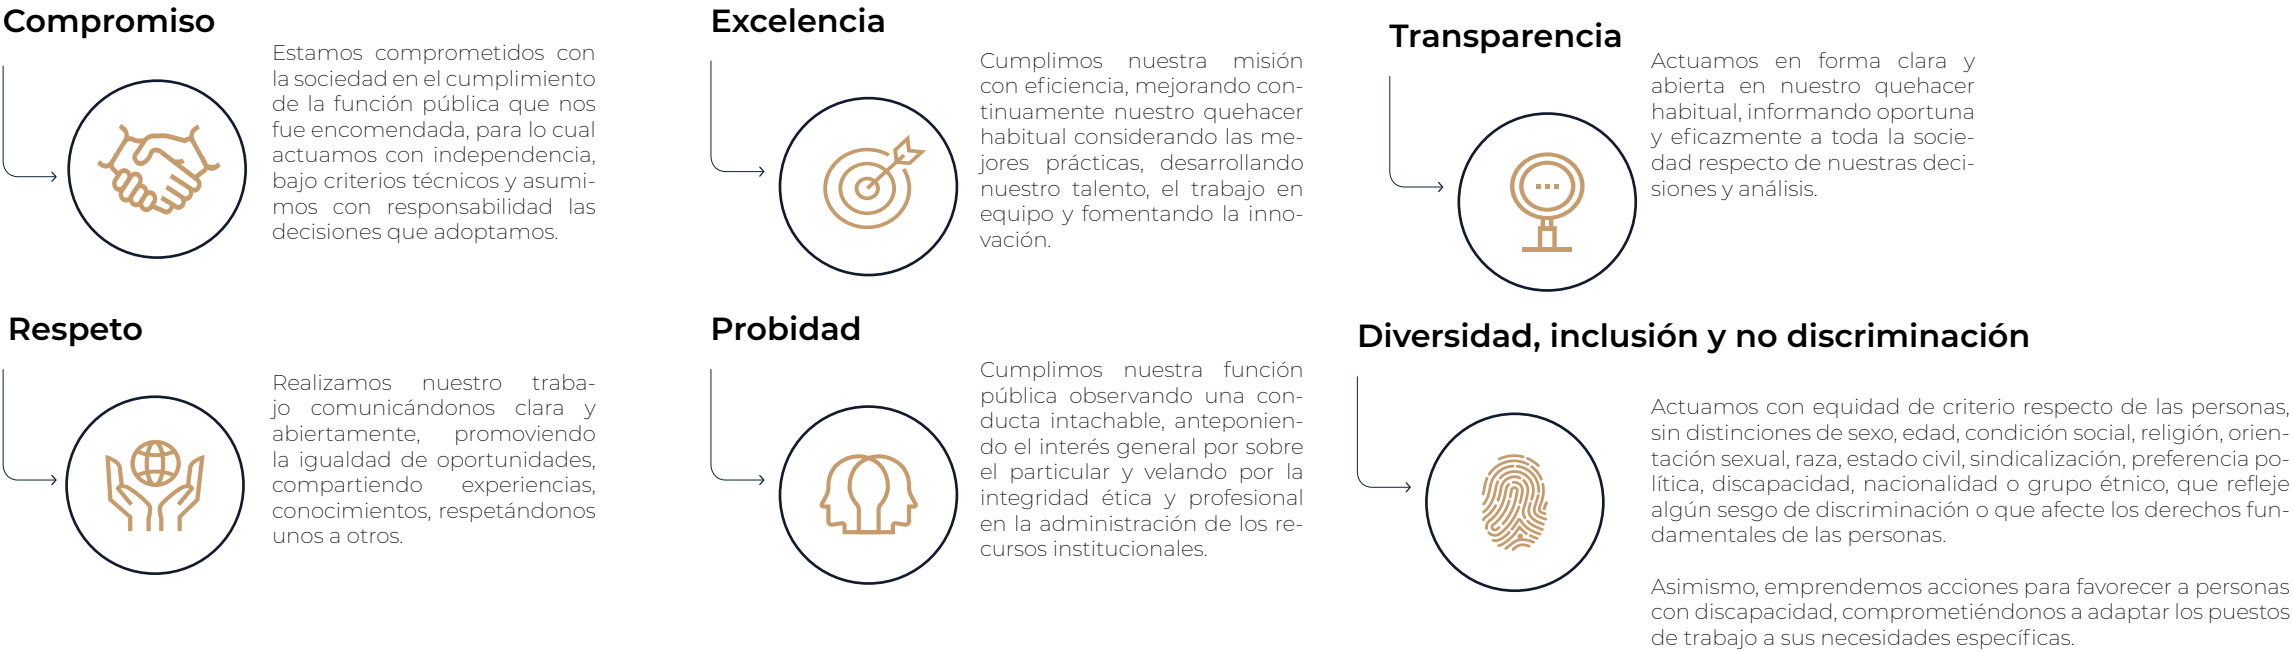 Compromiso
Estamos comprometidos con
la sociedad en el cumplimiento
de la función pública que nos
fue encomendada, para lo cual
actuamos con independencia,
bajo criterios técnicos y asumi-
mos con responsabilidad las
decisiones que adoptamos.
Excelencia
Cumplimos nuestra misión
con eficiencia, mejorando con-
tinuamente nuestro quehacer
habitual considerando las me-
jores prácticas, desarrollando
nuestro talento, el trabajo en
equipo y fomentando la inno-
vación.
Transparencia
Actuamos en forma clara y
abierta en nuestro quehacer
habitual, informando oportuna
y eficazmente a toda la socie-
dad respecto de nuestras deci-
siones y análisis.
Respeto
Realizamos nuestro traba-
jo comunicándonos clara y
abiertamente, promoviendo
la igualdad de oportunidades,
compartiendo experiencias,
conocimientos, respetándonos
unos a otros.
Probidad
Cumplimos nuestra función
pública observando una con-
ducta intachable, anteponien-
do el interés general por sobre
el particular y velando por la
integridad ética y profesional
en la administración de los re-
cursos institucionales.
Diversidad, inclusión y no discriminación
Actuamos con equidad de criterio respecto de las personas,
sin distinciones de sexo, edad, condición social, religión, orien-
tación sexual, raza, estado civil, sindicalización, preferencia po-
lítica, discapacidad, nacionalidad o grupo étnico, que refleje
algún sesgo de discriminación o que afecte los derechos fun-
damentales de las personas.
Asimismo, emprendemos acciones para favorecer a personas
con discapacidad, comprometiéndonos a adaptar los puestos
de trabajo a sus necesidades específicas.